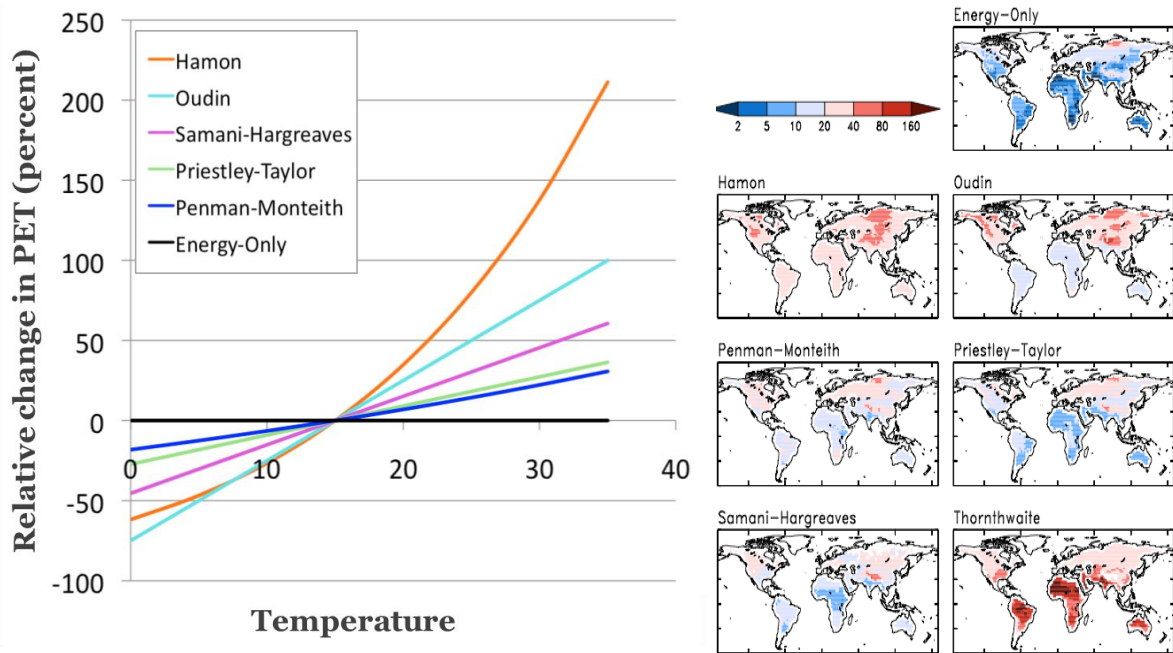 Relative change in PET (percent)
250
200
150
100
50
0
-50
-100
0
10
20
30
40
Temperature
Hamon
Oudin
Samani-Hargreaves
Priestley-Taylor
Penman-Monteith
Energy-Only
2 5 10 20 40 80 160
Energy-Only
Hamon
Oudin
Penman-Monteith
Priestley-Taylor
Samani-Hargreaves
Thornthwaite